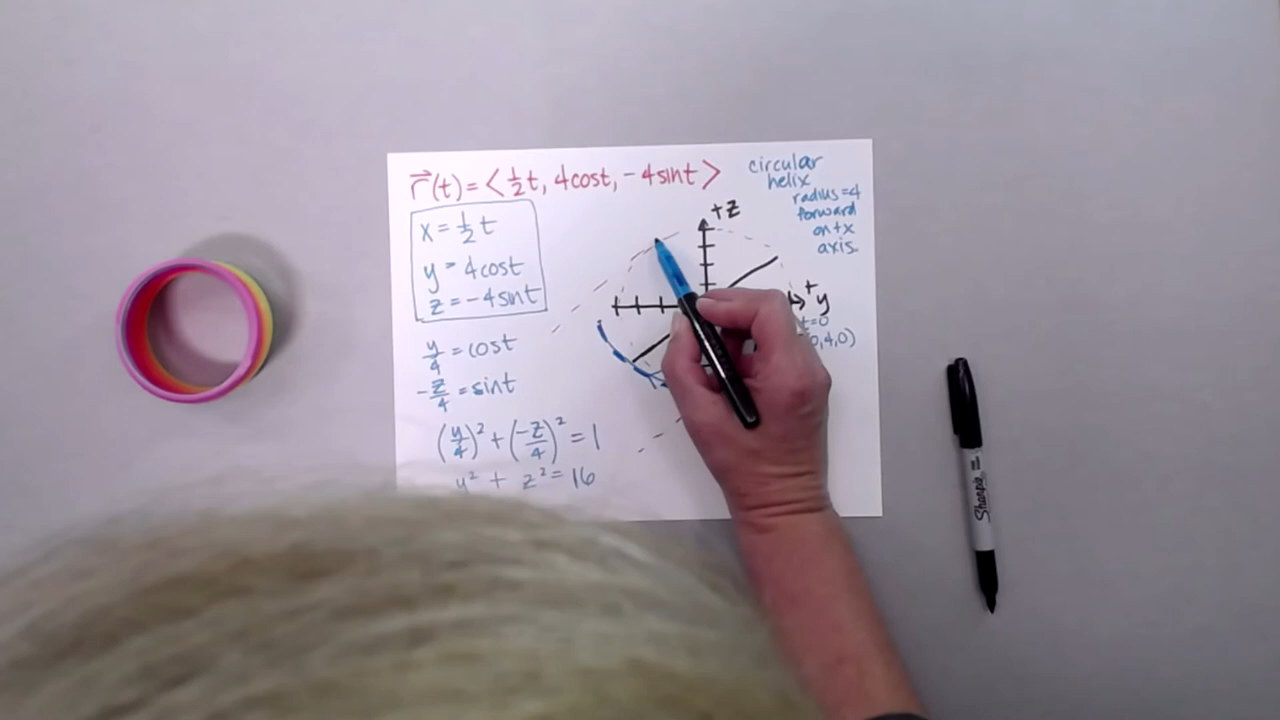 r⃗(t) = <½t, 4cost, -4sint>
x = ½t
y = 4cost
z = -4sint
y/4 = cost
-z/4 = sint
(y/4)² + (-z/4)² = 1
y² + z² = 16
circular
helix
radius=4
forward
on +x
axis.
+z
+
y
t=0
0,4,0)
Sharpie